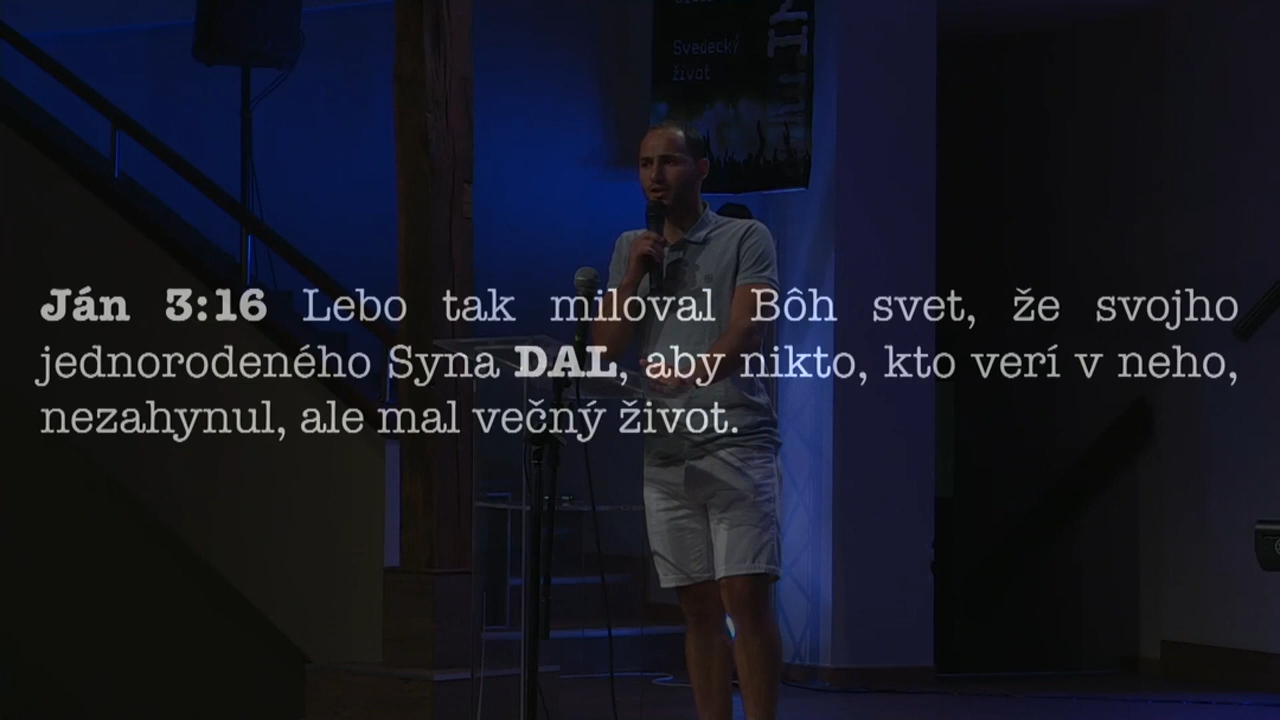 Svedecký
život
Ján 3:16 Lebo tak miloval Bôh svet, že svojho
jednorodeného Syna DAL, aby nikto, kto verí v neho,
nezahynul, ale mal večný život.